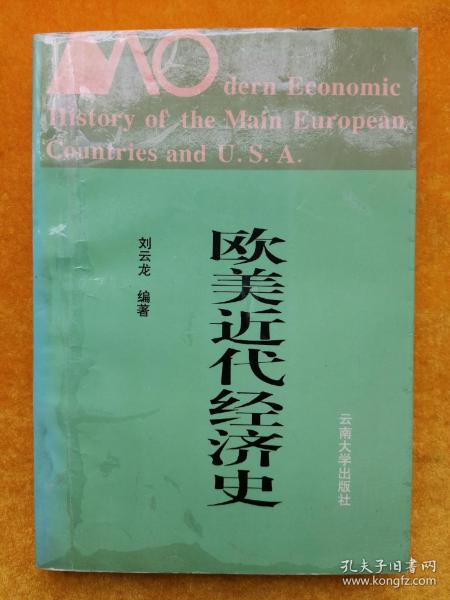 MOdern Economic
History of the Main European
Countries and U.S.A.
欧美近代经济史
刘云龙 编著
云南大学出版社
孔夫子旧书网
www.kongfz.com